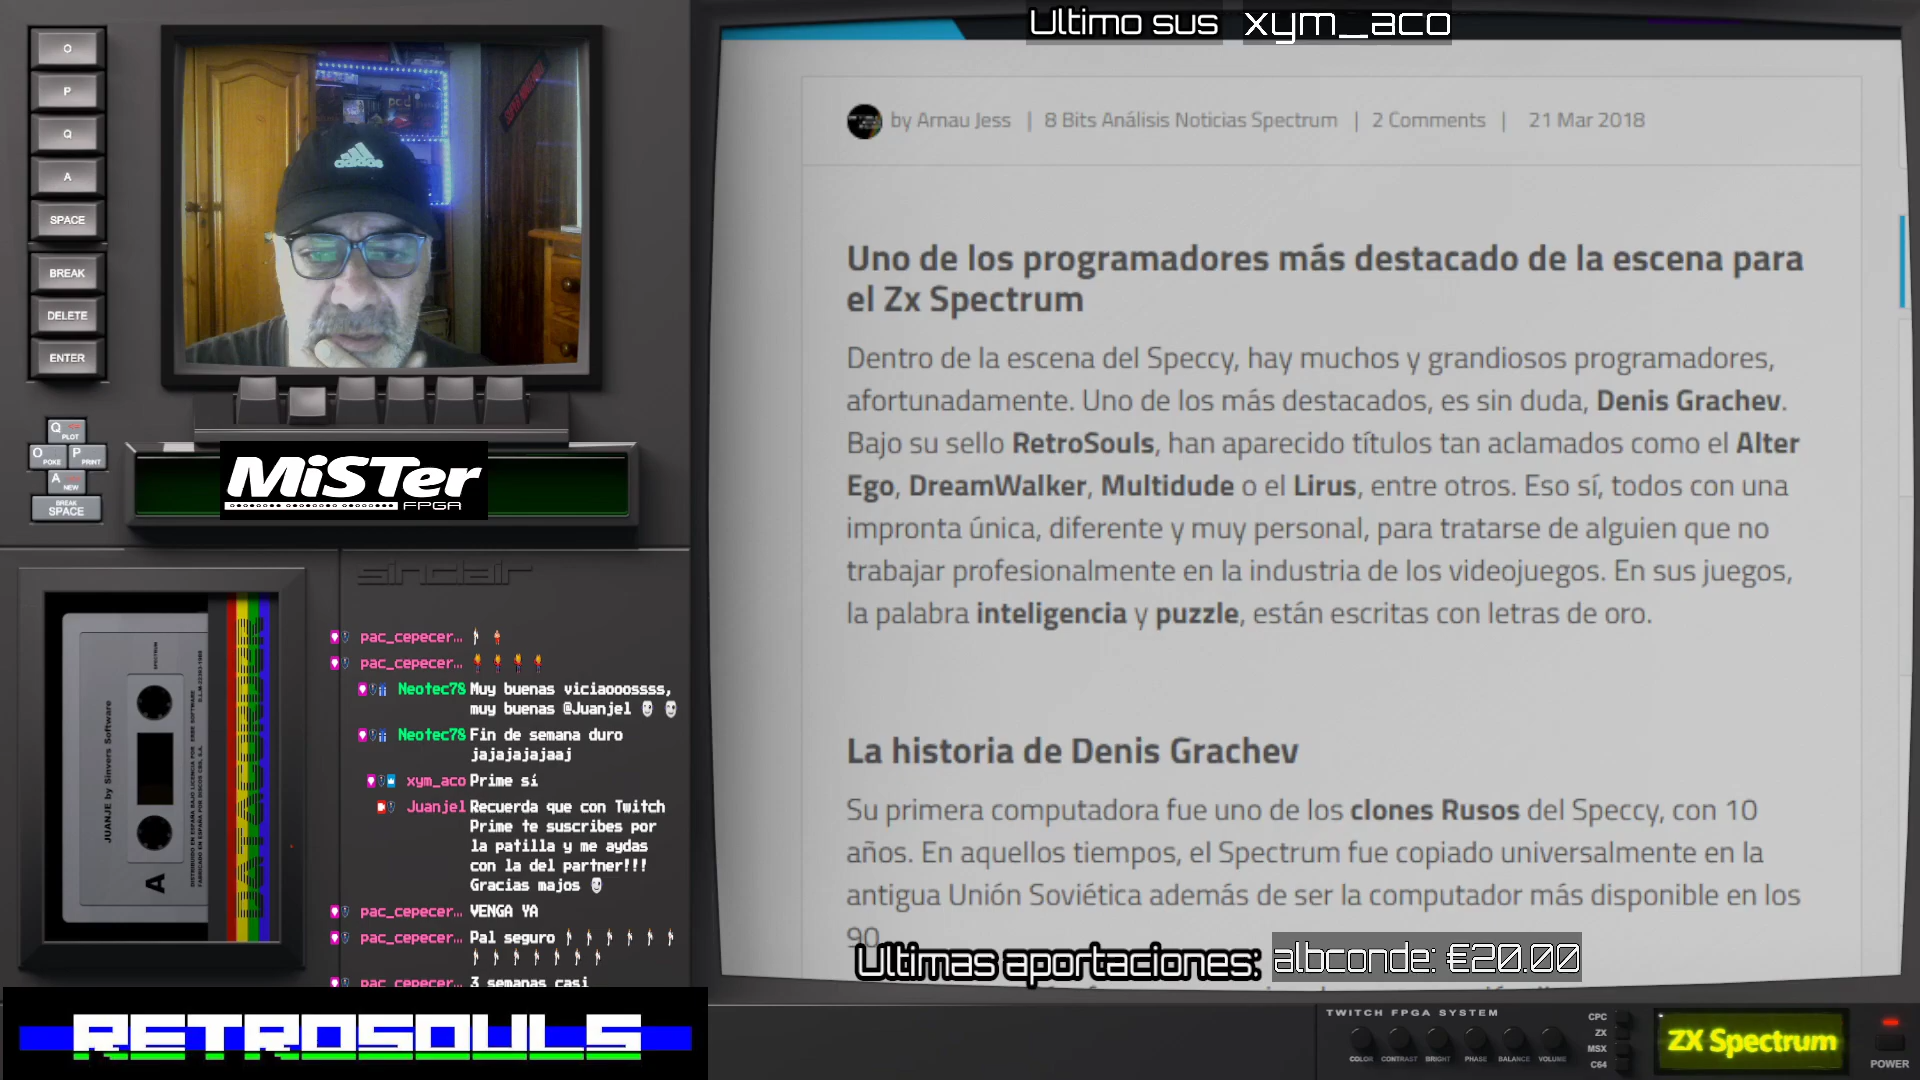 Ultimo sus xym_aco
O
P
Q
A
SPACE
BREAK
DELETE
ENTER
adidas
Q
PLOT
O
POKE
P
PRINT
A
NEW
BREAK
SPACE
MiSTer
FPGA
sinclair
JUANJE by Sinvers Software
SPECTRUM
A
pac_cepecer...
pac_cepecer...
Neotec78 Muy buenas viciaoossss,
muy buenas @Juanjel
Neotec78 Fin de semana duro
jajajajajaaj
xym_aco Prime sí
Juanjel Recuerda que con Twitch
Prime te suscribes por
la patilla y me aydas
con la del partner!!!
Gracias majos
pac_cepecer... VENGA YA
pac_cepecer... Pal seguro
pac_cepecer... 3 semanas casi
RETROSOULS
by Arnau Jess | 8 Bits Análisis Noticias Spectrum | 2 Comments | 21 Mar 2018
Uno de los programadores más destacado de la escena para
el Zx Spectrum
Dentro de la escena del Speccy, hay muchos y grandiosos programadores,
afortunadamente. Uno de los más destacados, es sin duda, Denis Grachev.
Bajo su sello RetroSouls, han aparecido títulos tan aclamados como el Alter
Ego, DreamWalker, Multidude o el Lirus, entre otros. Eso sí, todos con una
impronta única, diferente y muy personal, para tratarse de alguien que no
trabajar profesionalmente en la industria de los videojuegos. En sus juegos,
la palabra inteligencia y puzzle, están escritas con letras de oro.
La historia de Denis Grachev
Su primera computadora fue uno de los clones Rusos del Speccy, con 10
años. En aquellos tiempos, el Spectrum fue copiado universalmente en la
antigua Unión Soviética además de ser la computador más disponible en los
90
Ultimas aportaciones: albconde: €20.00
TWITCH FPGA SYSTEM
COLOR CONTRAST BRIGHT PHASE BALANCE VOLUME
CPC
ZX
MSX
C64
ZX Spectrum
POWER